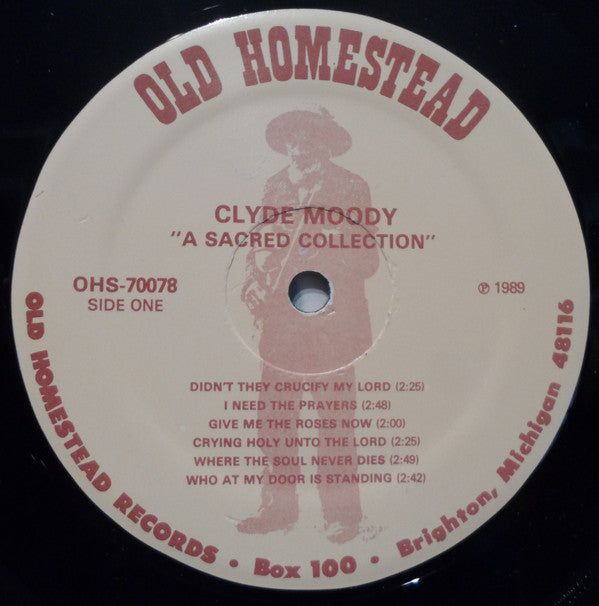 OLD HOMESTEAD
CLYDE MOODY
"A SACRED COLLECTION"
OHS-70078
SIDE ONE
℗ 1989
DIDN'T THEY CRUCIFY MY LORD (2:25)
I NEED THE PRAYERS (2:48)
GIVE ME THE ROSES NOW (2:00)
CRYING HOLY UNTO THE LORD (2:25)
WHERE THE SOUL NEVER DIES (2:49)
WHO AT MY DOOR IS STANDING (2:42)
OLD HOMESTEAD RECORDS • Box 100 • Brighton, Michigan 48116